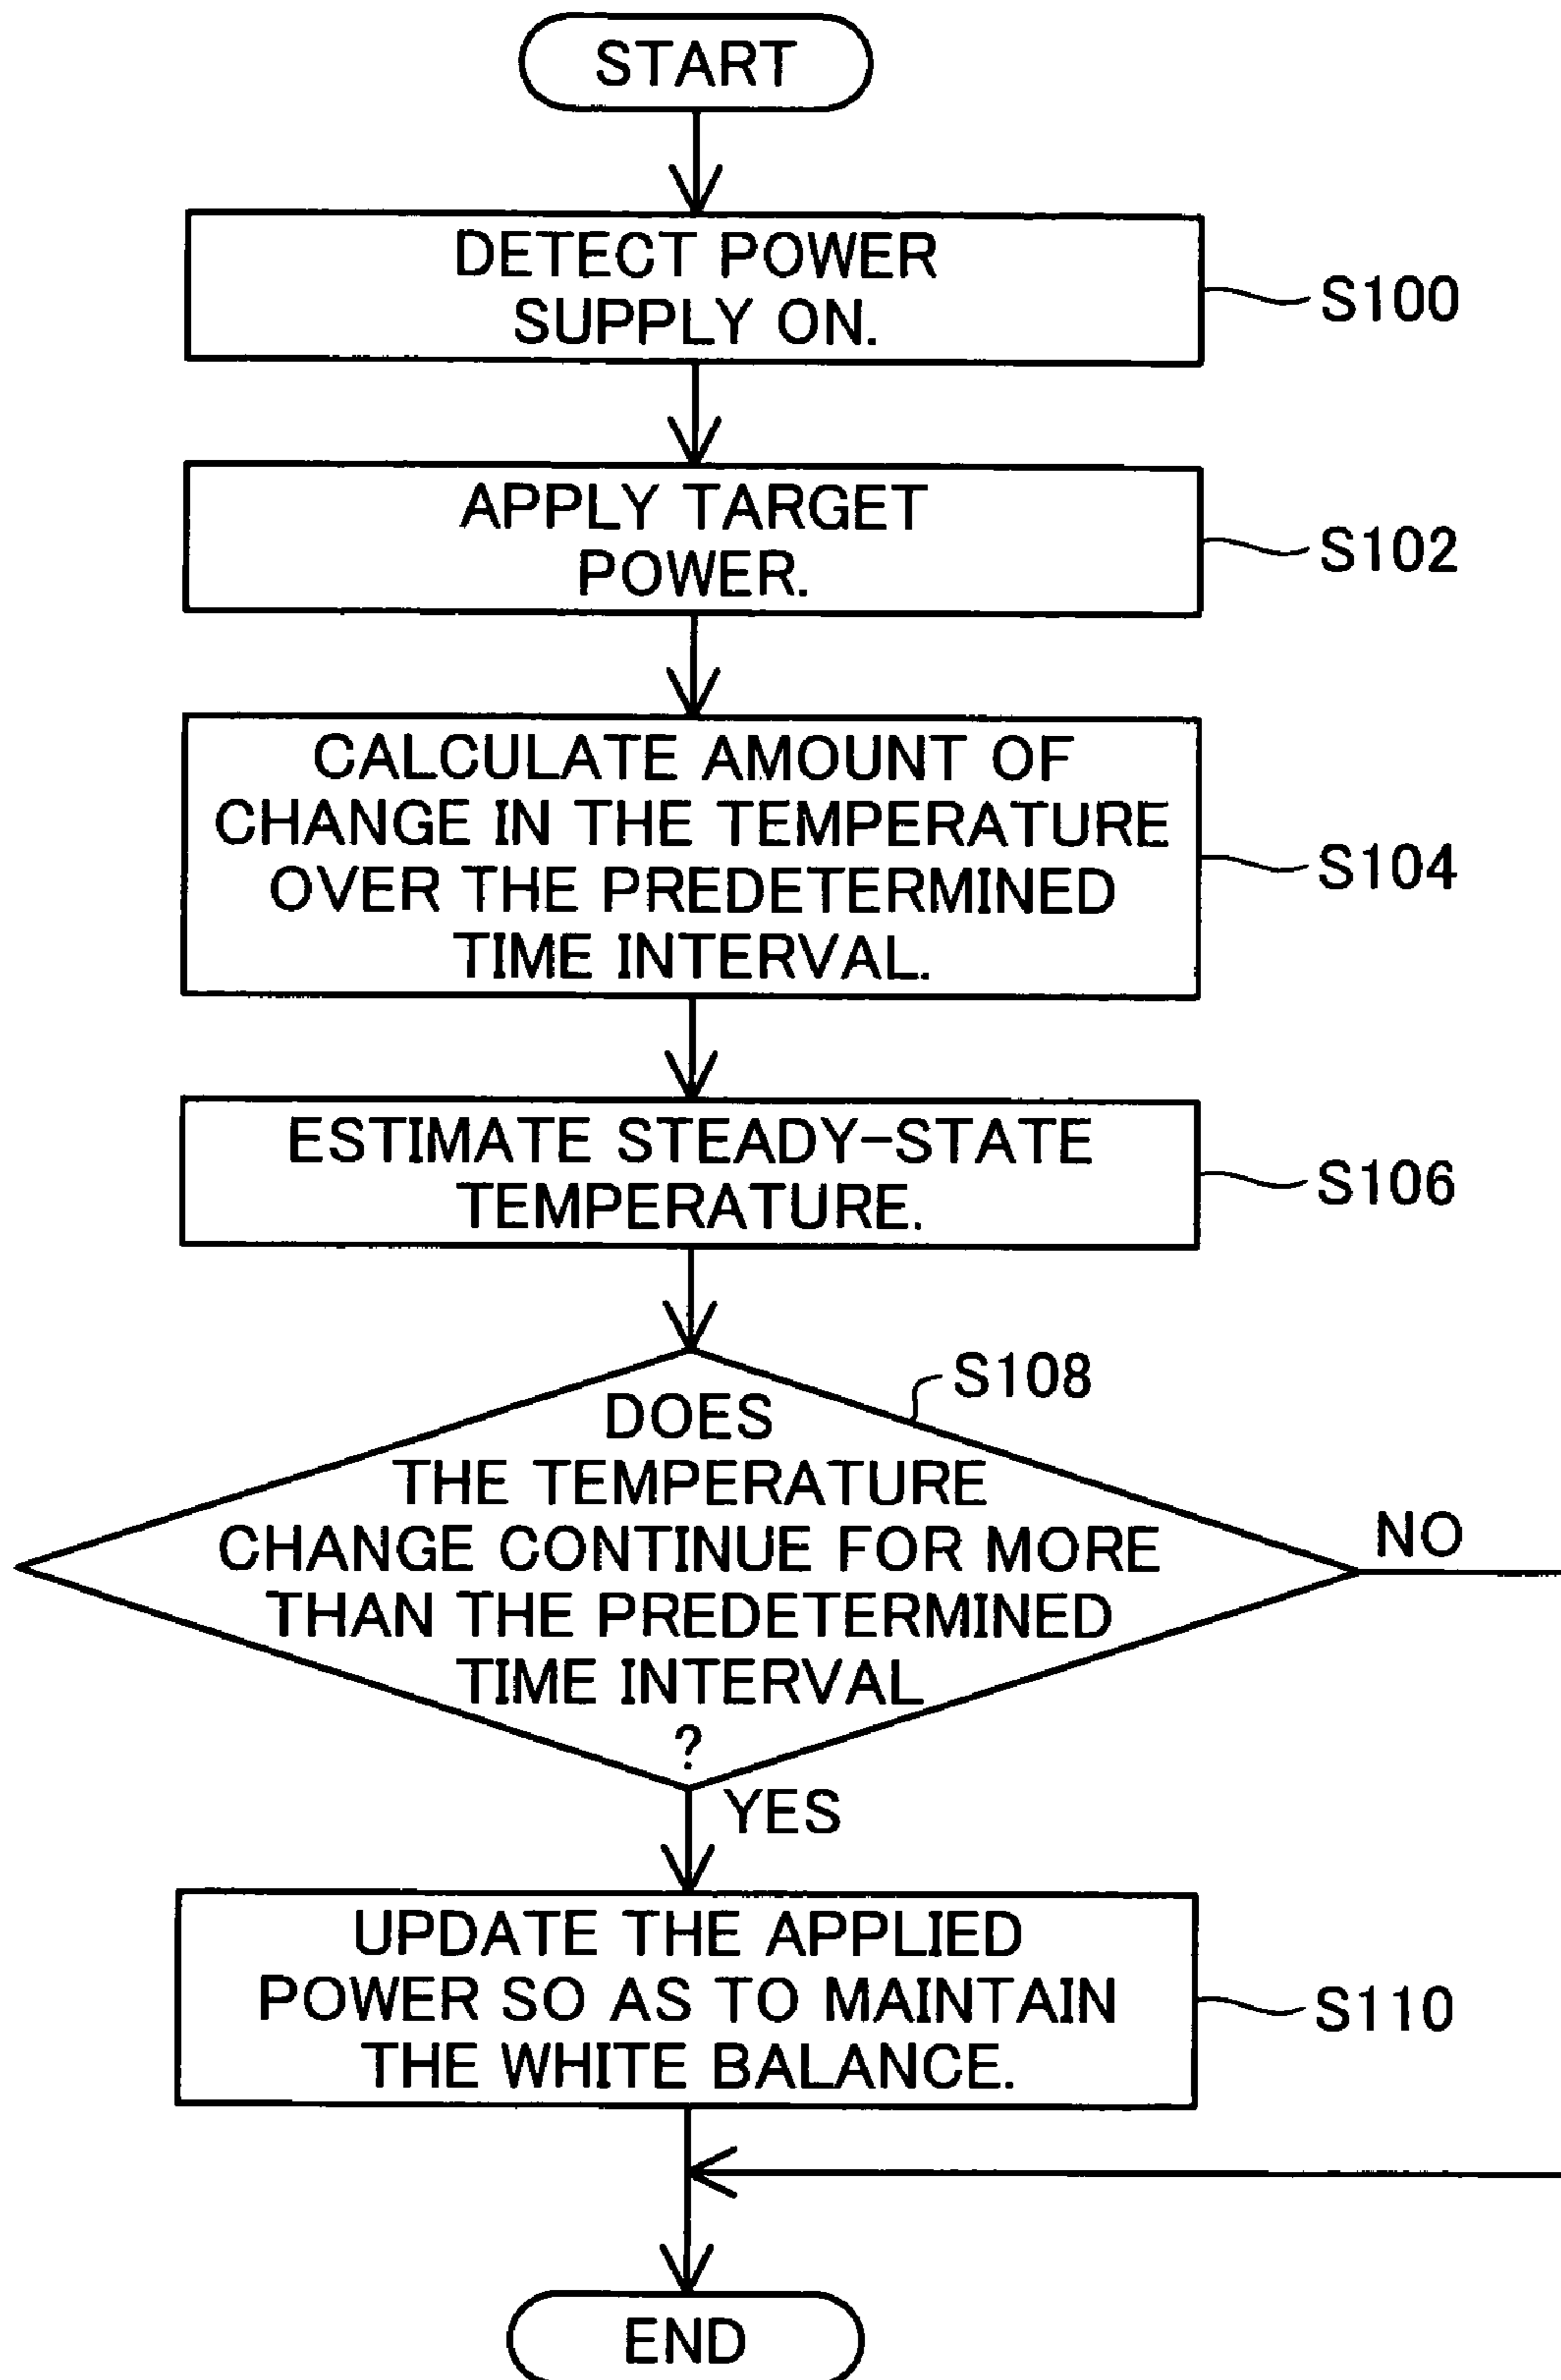 START
DETECT POWER
SUPPLY ON.
S100
APPLY TARGET
POWER.
S102
CALCULATE AMOUNT OF
CHANGE IN THE TEMPERATURE
OVER THE PREDETERMINED
TIME INTERVAL.
S104
ESTIMATE STEADY-STATE
TEMPERATURE.
S106
S108
DOES
THE TEMPERATURE
CHANGE CONTINUE FOR MORE
THAN THE PREDETERMINED
TIME INTERVAL
?
NO
YES
UPDATE THE APPLIED
POWER SO AS TO MAINTAIN
THE WHITE BALANCE.
S110
END